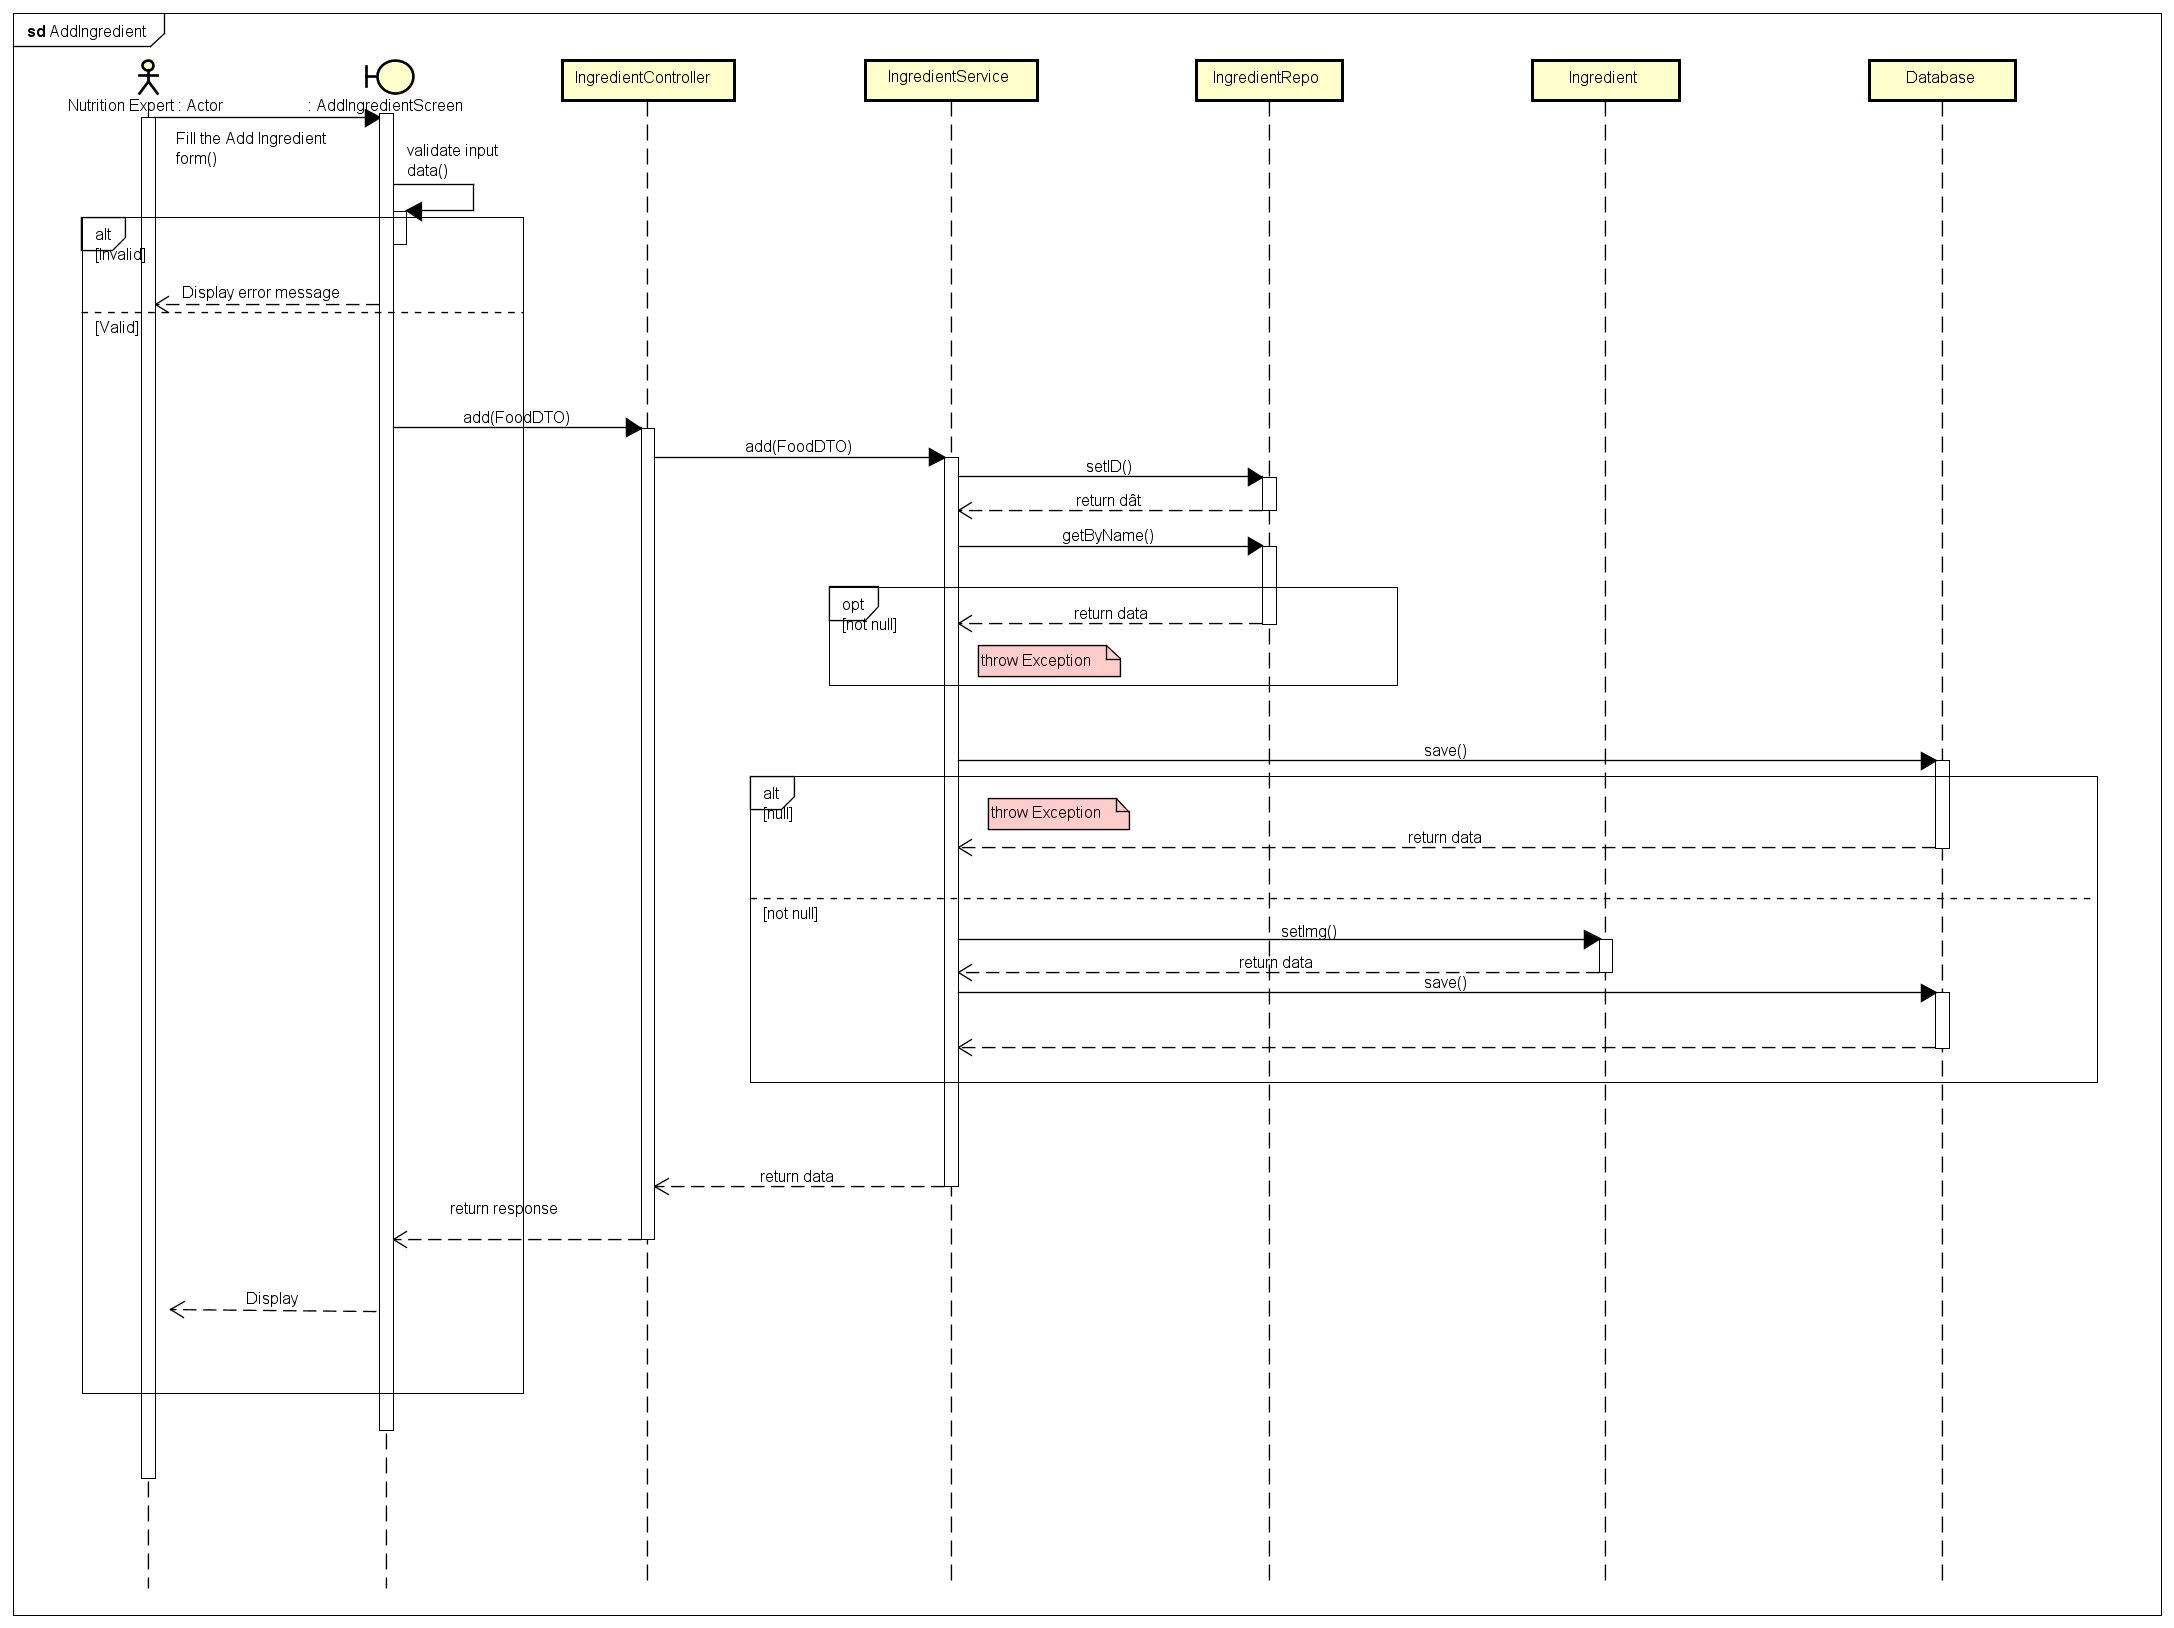 sd AddIngredient
Nutrition Expert : Actor
: AddIngredientScreen
IngredientController
IngredientService
IngredientRepo
Ingredient
Database
Fill the Add Ingredient
form()
validate input
data()
alt
[Invalid]
Display error message
[Valid]
add(FoodDTO)
add(FoodDTO)
setID()
return dât
getByName()
opt
[not null]
return data
throw Exception
save()
alt
[null]
throw Exception
return data
[not null]
setImg()
return data
save()
return data
return response
Display